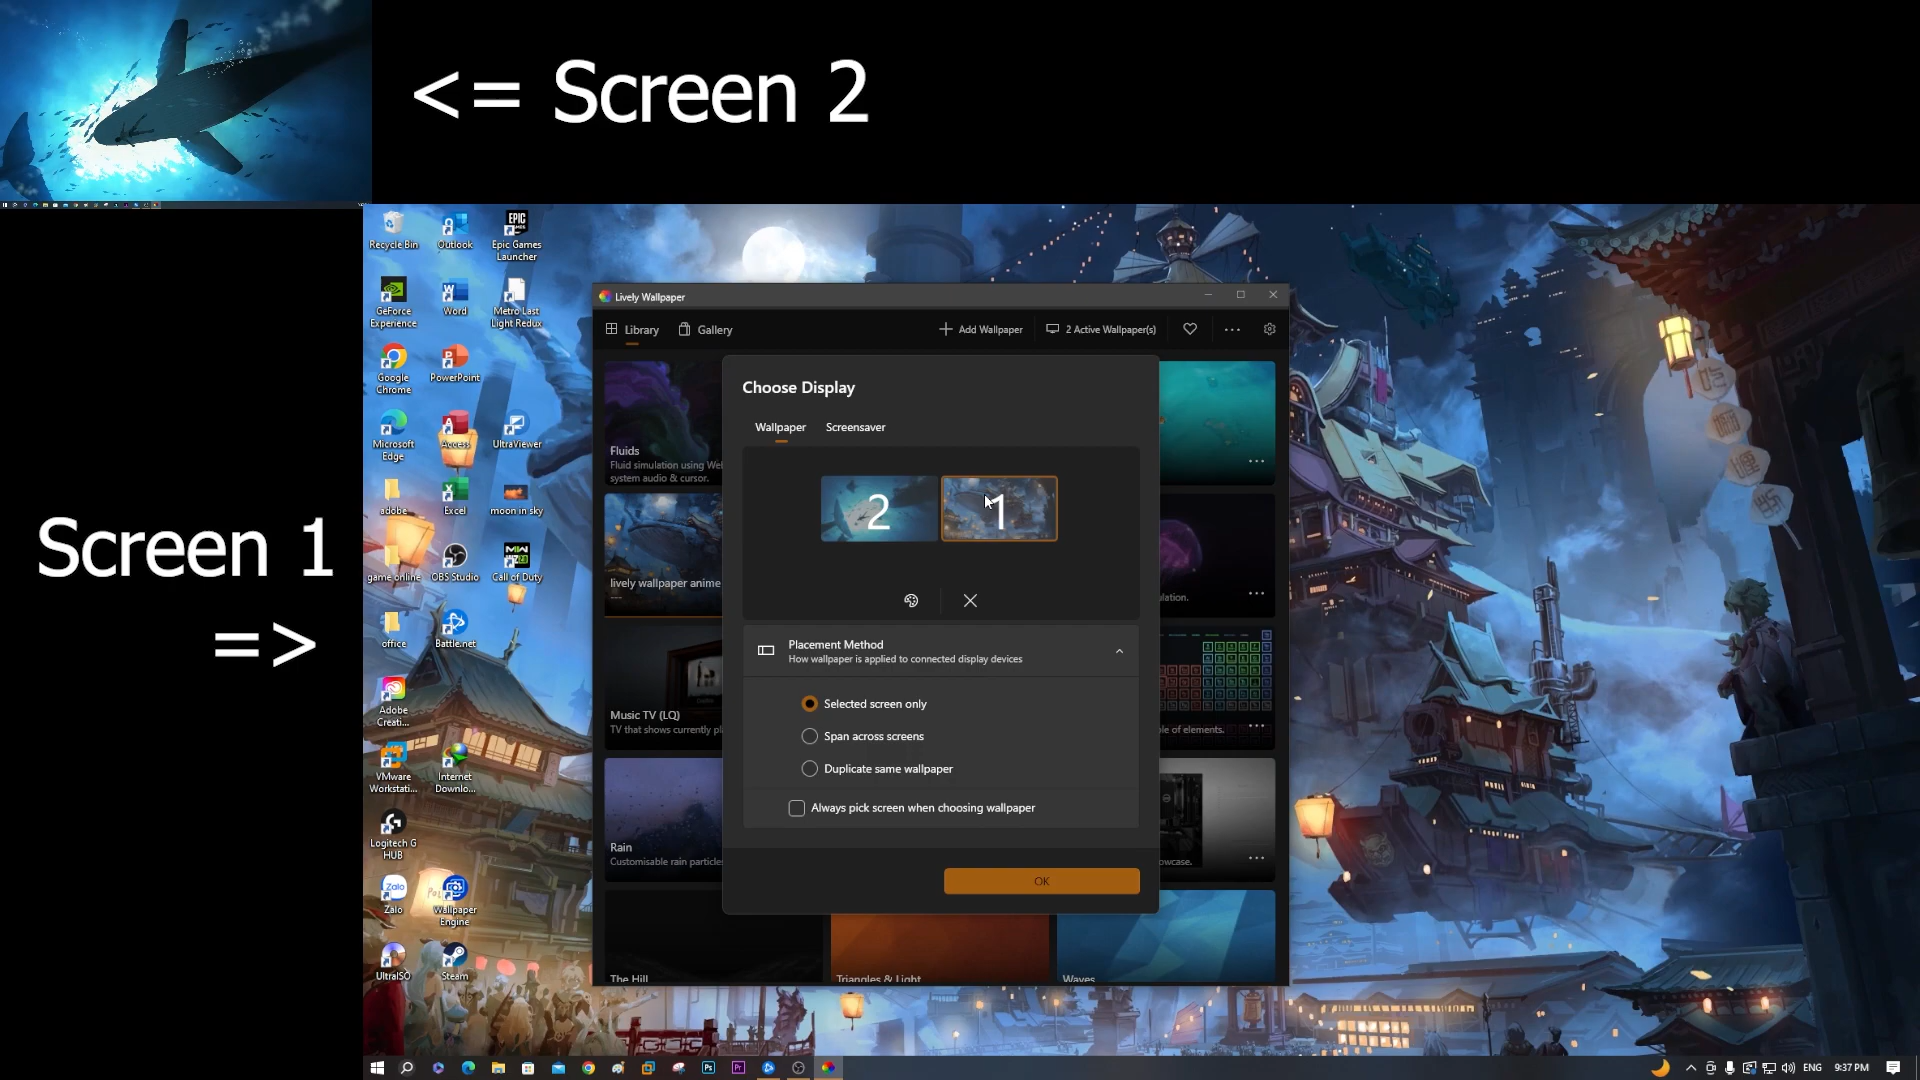 <= Screen 2
Screen 1
=>
Recycle Bin
Outlook
Epic Games
Launcher
GeForce
Experience
Word
Metro Last
Light Redux
Google
Chrome
PowerPoint
Microsoft
Edge
Access
UltraViewer
adobe
Excel
moon in sky
game online
OBS Studio
Call of Duty
office
Battle.net
Adobe
Creati...
VMware
Workstati...
Internet
Downlo...
Logitech G
HUB
Zalo
Wallpaper
Engine
UltraISO
Steam
Lively Wallpaper
Library
Gallery
Add Wallpaper
2 Active Wallpaper(s)
Fluids
Fluid simulation using
system audio & cursor.
lively wallpaper anime
Music TV (LQ)
TV that shows currently
Rain
Customisable rain particle
The Hill
Triangles & Light
Waves
ulation.
le of elements.
owcase.
Choose Display
Wallpaper
Screensaver
2
1
Placement Method
How wallpaper is applied to connected display devices
Selected screen only
Span across screens
Duplicate same wallpaper
Always pick screen when choosing wallpaper
OK
ENG
9:37 PM